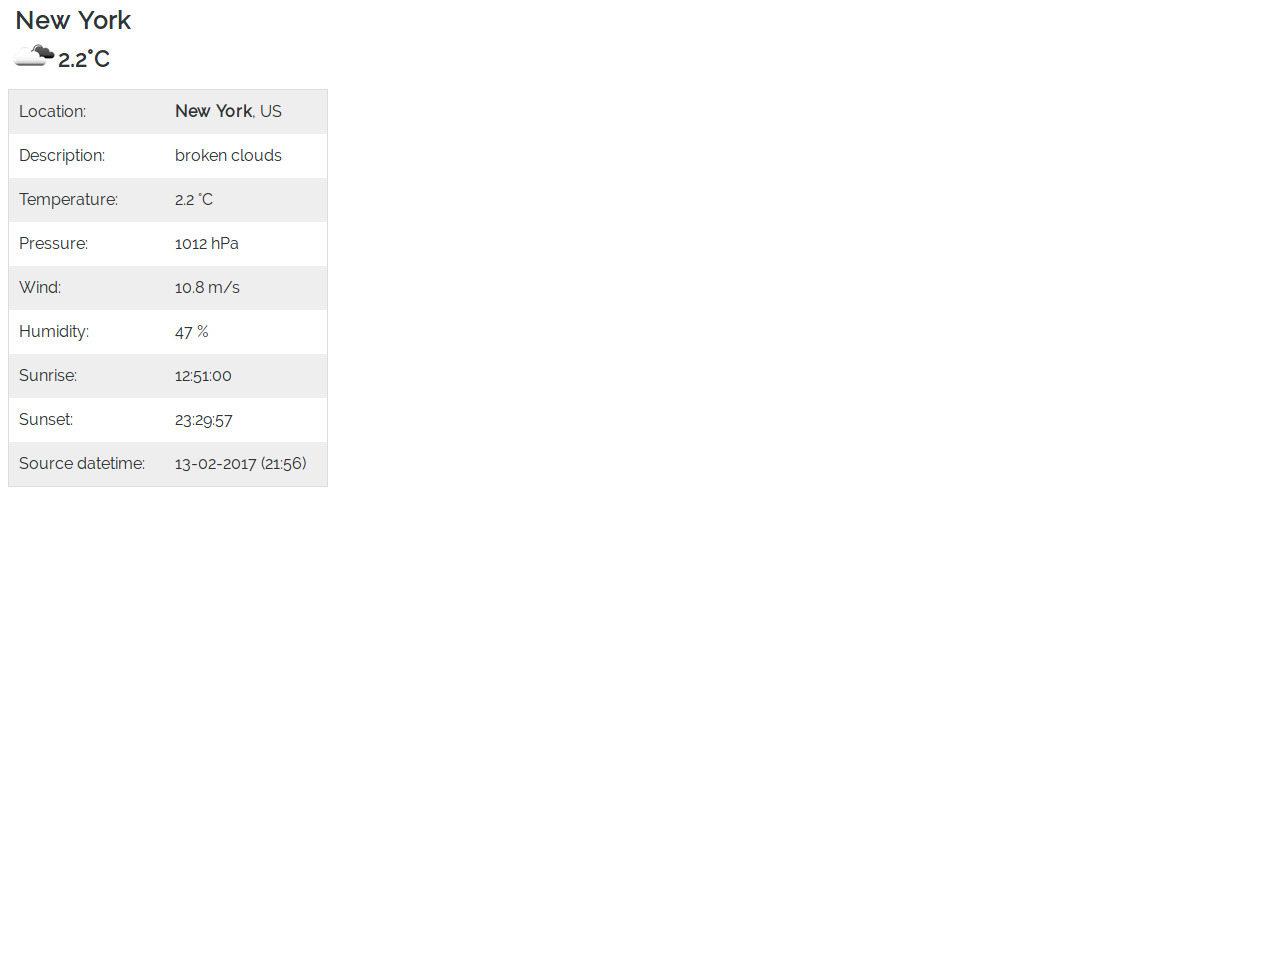 New York
2.2°C
Location: New York, US
Description: broken clouds
Temperature: 2.2 °C
Pressure: 1012 hPa
Wind: 10.8 m/s
Humidity: 47 %
Sunrise: 12:51:00
Sunset: 23:29:57
Source datetime: 13-02-2017 (21:56)